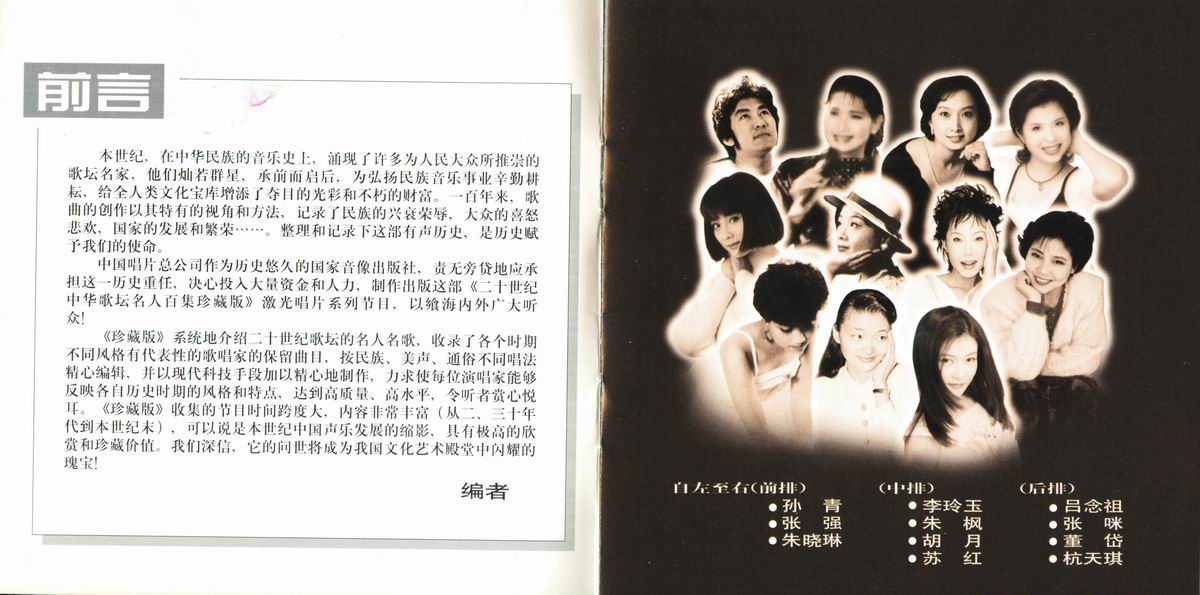 前言
本世纪，在中华民族的音乐史上，涌现了许多为人民大众所推崇的
歌坛名家，他们灿若群星，承前而启后，为弘扬民族音乐事业辛勤耕
耘，给全人类文化宝库增添了夺目的光彩和不朽的财富。一百年来，歌
曲的创作以其特有的视角和方法，记录了民族的兴衰荣辱，大众的喜怒
悲欢，国家的发展和繁荣……。整理和记录下这部有声历史，是历史赋
予我们的使命。
中国唱片总公司作为历史悠久的国家音像出版社，责无旁贷地应承
担这一历史重任，决心投入大量资金和人力，制作出版这部《二十世纪
中华歌坛名人百集珍藏版》激光唱片系列节目，以飨海内外广大听
众！
《珍藏版》系统地介绍二十世纪歌坛的名人名歌，收录了各个时期
不同风格有代表性的歌唱家的保留曲目，按民族、美声、通俗不同唱法
精心编辑，并以现代科技手段加以精心地制作，力求使每位演唱家能够
反映各自历史时期的风格和特点，达到高质量、高水平，令听者赏心悦
耳。《珍藏版》收集的节目时间跨度大，内容非常丰富（从二、三十年
代到本世纪末），可以说是本世纪中国声乐发展的缩影，具有极高的欣
赏和珍藏价值。我们深信，它的问世将成为我国文化艺术殿堂中闪耀的
瑰宝！
编者
自左至右(前排)
●孙 青
●张 强
●朱晓琳
(中排)
●李玲玉
●朱 枫
●胡 月
●苏 红
(后排)
●吕念祖
●张 咪
●董 岱
●杭天琪